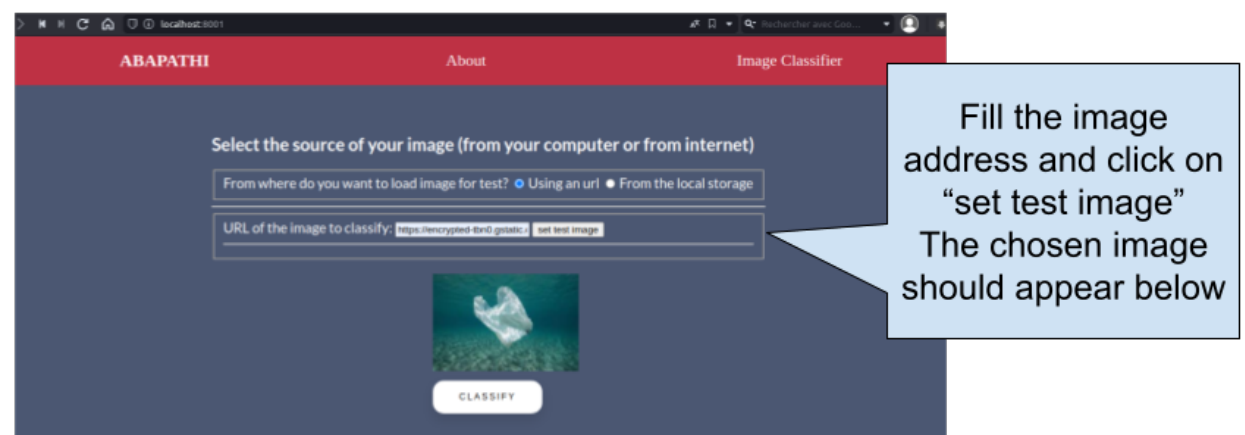 localhost:8001
Rechercher avec Goo...
ABAPATHI
About
Image Classifier
Select the source of your image (from your computer or from internet)
From where do you want to load image for test? Using an url From the local storage
URL of the image to classify: https://encrypted-tbn0.gstatic.c set test image
CLASSIFY
Fill the image
address and click on
“set test image”
The chosen image
should appear below